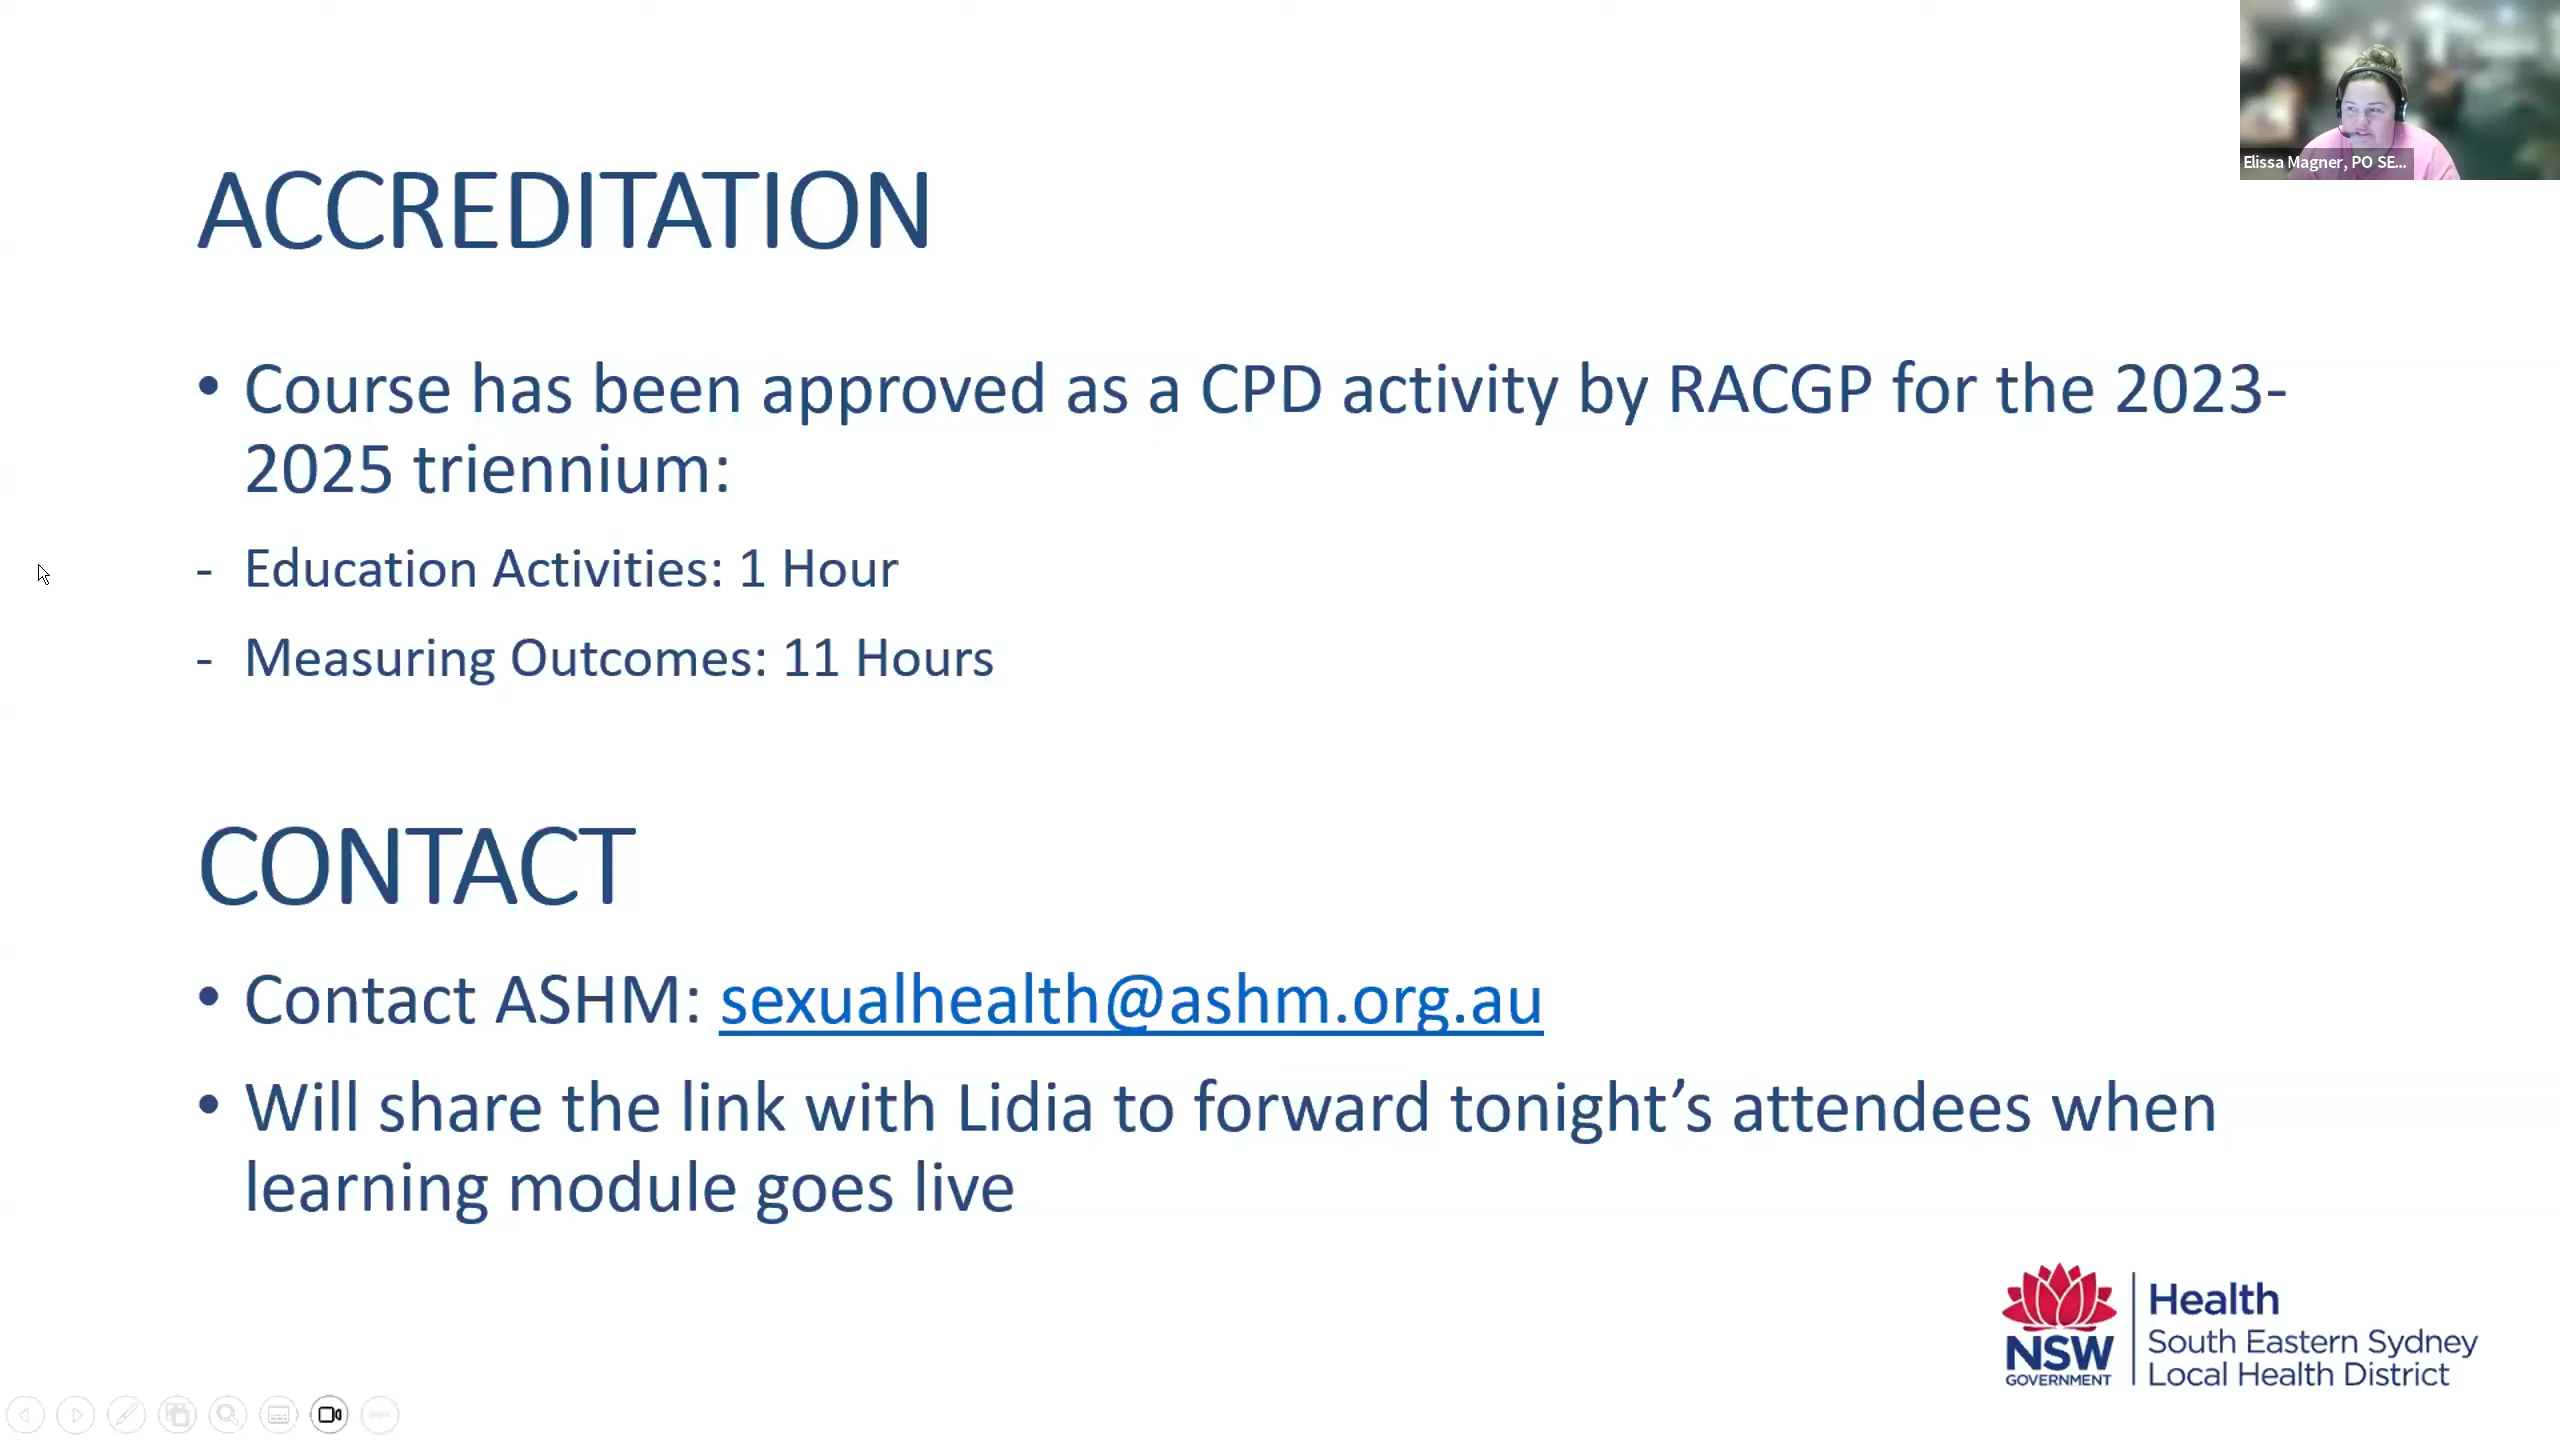 Elissa Magner, PO SE...
ACCREDITATION
• Course has been approved as a CPD activity by RACGP for the 2023-
2025 triennium:
- Education Activities: 1 Hour
- Measuring Outcomes: 11 Hours
CONTACT
• Contact ASHM: sexualhealth@ashm.org.au
• Will share the link with Lidia to forward tonight’s attendees when
learning module goes live
NSW
GOVERNMENT
Health
South Eastern Sydney
Local Health District